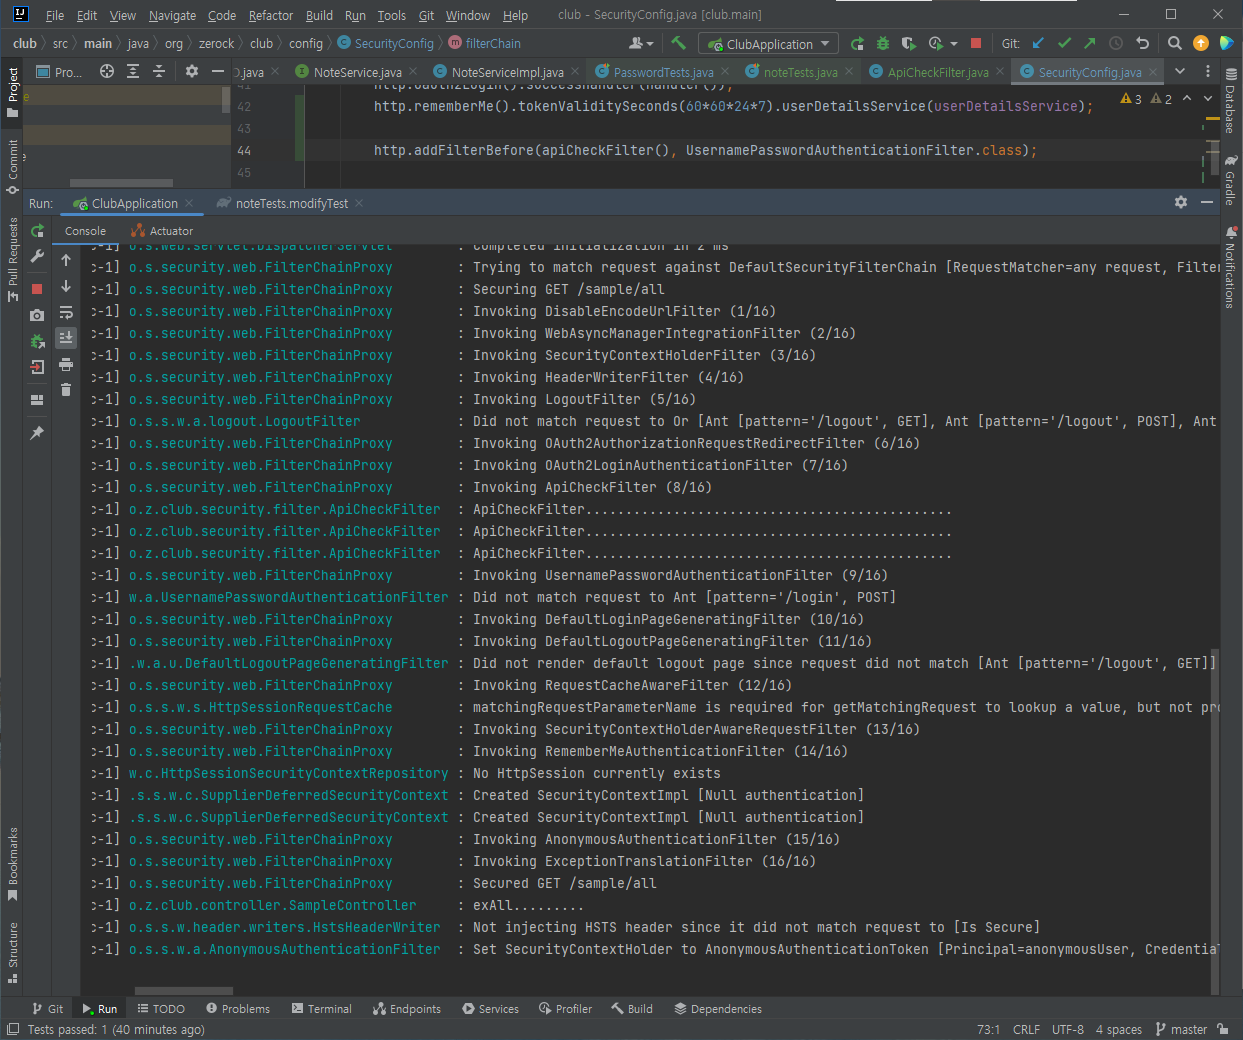 File Edit View Navigate Code Refactor Build Run Tools Git Window Help club - SecurityConfig.java [club.main]
club src main java org zerock club config SecurityConfig filterChain ClubApplication Git:
Project
Pro... .java NoteService.java NoteServiceImpl.java PasswordTests.java noteTests.java ApiCheckFilter.java SecurityConfig.java
41 http.oauth2Login().successHandler(handler());
42 http.rememberMe().tokenValiditySeconds(60*60*24*7).userDetailsService(userDetailsService); 3 2
43
44 http.addFilterBefore(apiCheckFilter(), UsernamePasswordAuthenticationFilter.class);
45
Commit
Pull Requests
Database
Gradle
Notifications
Run: ClubApplication noteTests.modifyTest
Console Actuator
c-1] o.s.web.servlet.DispatcherServlet : Completed initialization in 2 ms
c-1] o.s.security.web.FilterChainProxy : Trying to match request against DefaultSecurityFilterChain [RequestMatcher=any request, Filter
c-1] o.s.security.web.FilterChainProxy : Securing GET /sample/all
c-1] o.s.security.web.FilterChainProxy : Invoking DisableEncodeUrlFilter (1/16)
c-1] o.s.security.web.FilterChainProxy : Invoking WebAsyncManagerIntegrationFilter (2/16)
c-1] o.s.security.web.FilterChainProxy : Invoking SecurityContextHolderFilter (3/16)
c-1] o.s.security.web.FilterChainProxy : Invoking HeaderWriterFilter (4/16)
c-1] o.s.security.web.FilterChainProxy : Invoking LogoutFilter (5/16)
c-1] o.s.s.w.a.logout.LogoutFilter : Did not match request to Or [Ant [pattern='/logout', GET], Ant [pattern='/logout', POST], Ant
c-1] o.s.security.web.FilterChainProxy : Invoking OAuth2AuthorizationRequestRedirectFilter (6/16)
c-1] o.s.security.web.FilterChainProxy : Invoking OAuth2LoginAuthenticationFilter (7/16)
c-1] o.s.security.web.FilterChainProxy : Invoking ApiCheckFilter (8/16)
c-1] o.z.club.security.filter.ApiCheckFilter : ApiCheckFilter..............................................
c-1] o.z.club.security.filter.ApiCheckFilter : ApiCheckFilter..............................................
c-1] o.z.club.security.filter.ApiCheckFilter : ApiCheckFilter..............................................
c-1] o.s.security.web.FilterChainProxy : Invoking UsernamePasswordAuthenticationFilter (9/16)
c-1] w.a.UsernamePasswordAuthenticationFilter : Did not match request to Ant [pattern='/login', POST]
c-1] o.s.security.web.FilterChainProxy : Invoking DefaultLoginPageGeneratingFilter (10/16)
c-1] o.s.security.web.FilterChainProxy : Invoking DefaultLogoutPageGeneratingFilter (11/16)
c-1] .w.a.u.DefaultLogoutPageGeneratingFilter : Did not render default logout page since request did not match [Ant [pattern='/logout', GET]]
c-1] o.s.security.web.FilterChainProxy : Invoking RequestCacheAwareFilter (12/16)
c-1] o.s.s.w.s.HttpSessionRequestCache : matchingRequestParameterName is required for getMatchingRequest to lookup a value, but not pro
c-1] o.s.security.web.FilterChainProxy : Invoking SecurityContextHolderAwareRequestFilter (13/16)
c-1] o.s.security.web.FilterChainProxy : Invoking RememberMeAuthenticationFilter (14/16)
c-1] w.c.HttpSessionSecurityContextRepository : No HttpSession currently exists
c-1] .s.s.w.c.SupplierDeferredSecurityContext : Created SecurityContextImpl [Null authentication]
c-1] .s.s.w.c.SupplierDeferredSecurityContext : Created SecurityContextImpl [Null authentication]
c-1] o.s.security.web.FilterChainProxy : Invoking AnonymousAuthenticationFilter (15/16)
c-1] o.s.security.web.FilterChainProxy : Invoking ExceptionTranslationFilter (16/16)
c-1] o.s.security.web.FilterChainProxy : Secured GET /sample/all
c-1] o.z.club.controller.SampleController : exAll.........
c-1] o.s.s.w.header.writers.HstsHeaderWriter : Not injecting HSTS header since it did not match request to [Is Secure]
c-1] o.s.s.w.a.AnonymousAuthenticationFilter : Set SecurityContextHolder to AnonymousAuthenticationToken [Principal=anonymousUser, Credential
Bookmarks
Structure
Git Run TODO Problems Terminal Endpoints Services Profiler Build Dependencies
Tests passed: 1 (40 minutes ago) 73:1 CRLF UTF-8 4 spaces master